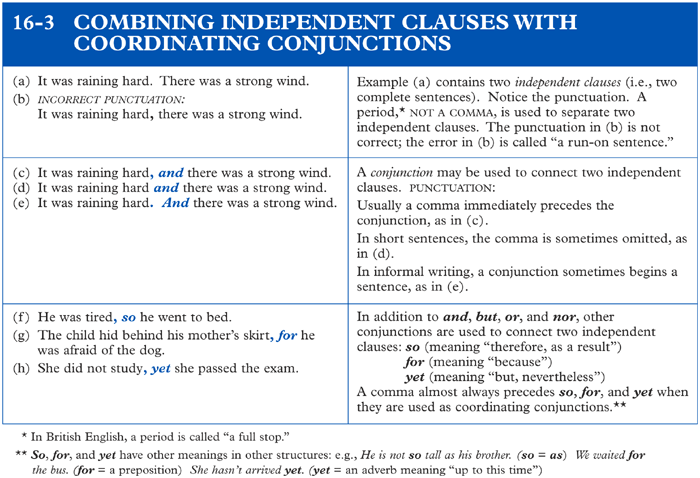 16-3 COMBINING INDEPENDENT CLAUSES WITH
COORDINATING CONJUNCTIONS
(a) It was raining hard. There was a strong wind.
(b) INCORRECT PUNCTUATION:
It was raining hard, there was a strong wind.
Example (a) contains two independent clauses (i.e., two
complete sentences). Notice the punctuation. A
period,* NOT A COMMA, is used to separate two
independent clauses. The punctuation in (b) is not
correct; the error in (b) is called “a run-on sentence.”
(c) It was raining hard, and there was a strong wind.
(d) It was raining hard and there was a strong wind.
(e) It was raining hard. And there was a strong wind.
A conjunction may be used to connect two independent
clauses. PUNCTUATION:
Usually a comma immediately precedes the
conjunction, as in (c).
In short sentences, the comma is sometimes omitted, as
in (d).
In informal writing, a conjunction sometimes begins a
sentence, as in (e).
(f) He was tired, so he went to bed.
(g) The child hid behind his mother’s skirt, for he
was afraid of the dog.
(h) She did not study, yet she passed the exam.
In addition to and, but, or, and nor, other
conjunctions are used to connect two independent
clauses: so (meaning “therefore, as a result”)
for (meaning “because”)
yet (meaning “but, nevertheless”)
A comma almost always precedes so, for, and yet when
they are used as coordinating conjunctions.**
* In British English, a period is called “a full stop.”
** So, for, and yet have other meanings in other structures: e.g., He is not so tall as his brother. (so = as) We waited for
the bus. (for = a preposition) She hasn’t arrived yet. (yet = an adverb meaning “up to this time”)